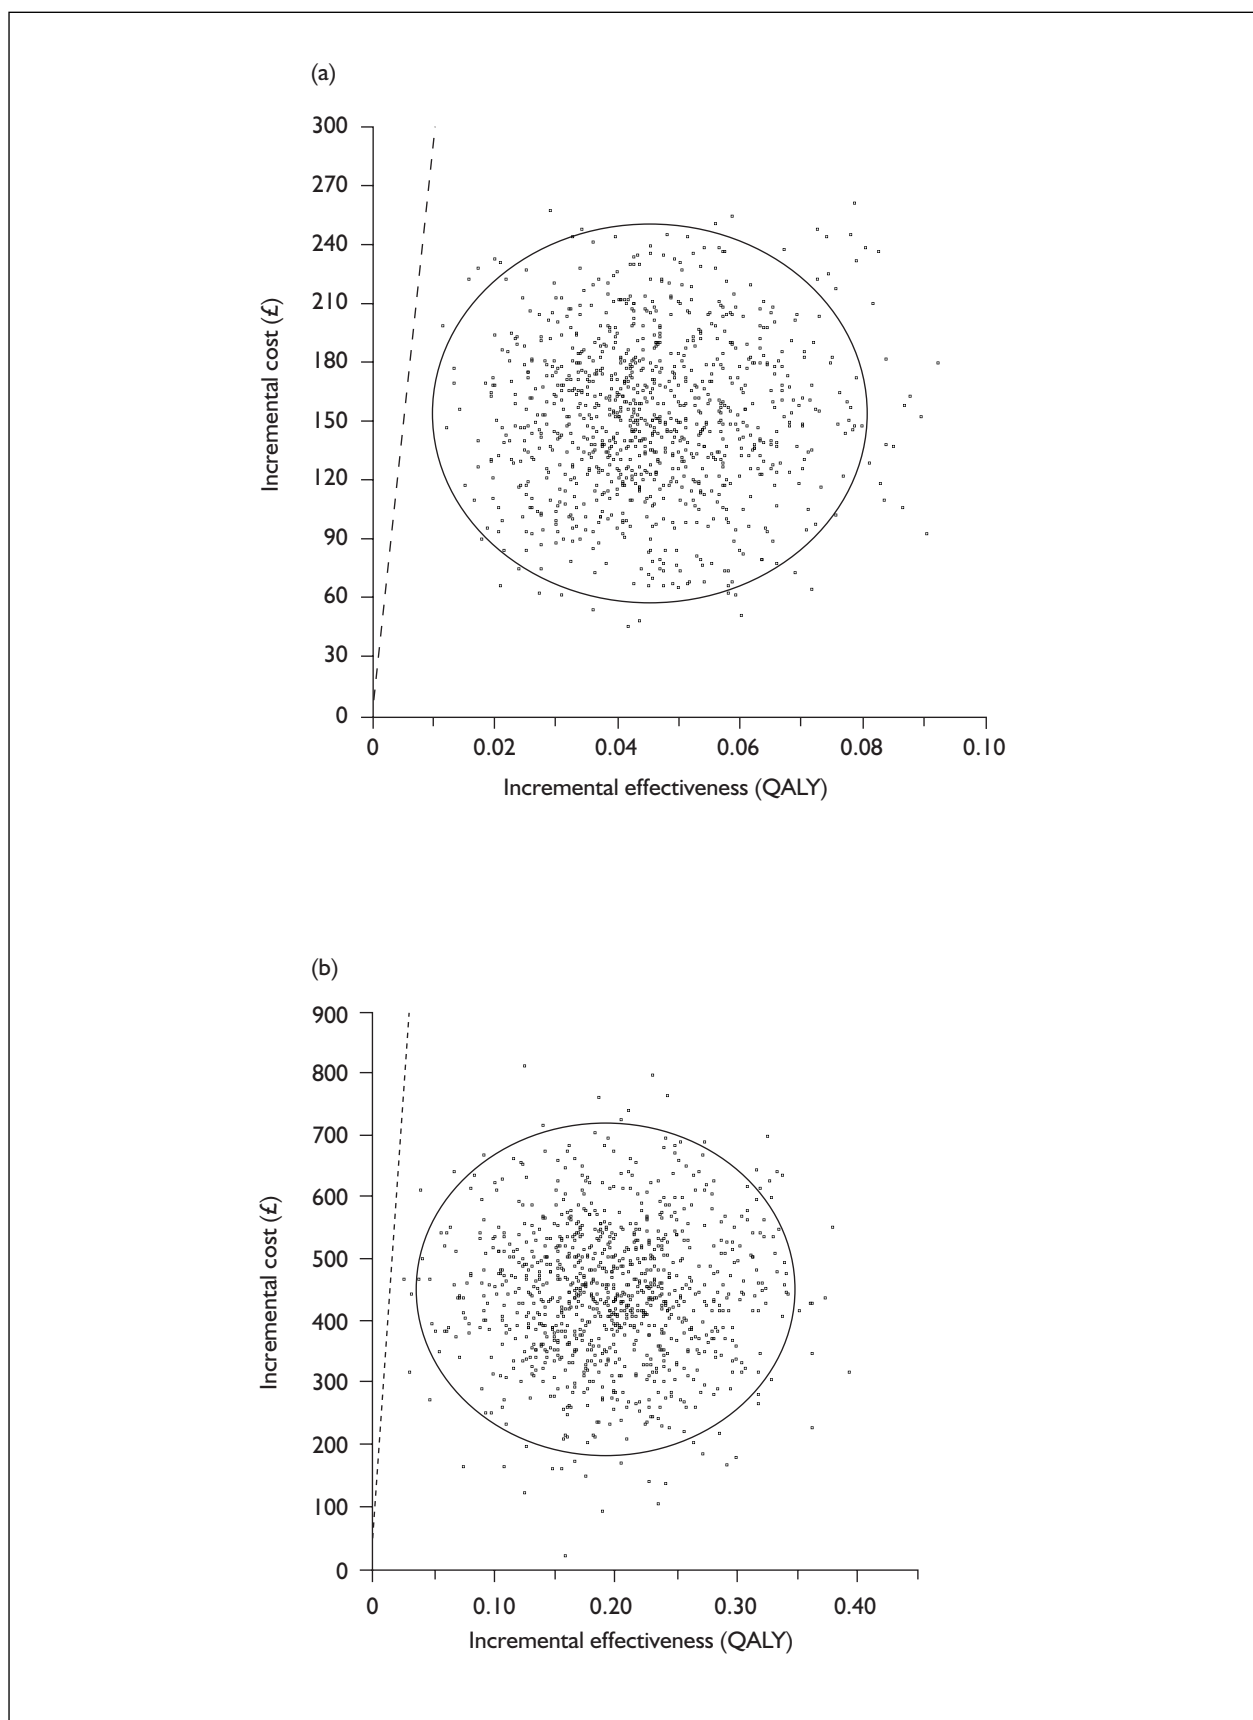 (a)
300
270
240
210
180
150
120
90
60
30
0
Incremental cost (£)
0 0.02 0.04 0.06 0.08 0.10
Incremental effectiveness (QALY)
(b)
900
800
700
600
500
400
300
200
100
0
Incremental cost (£)
0 0.10 0.20 0.30 0.40
Incremental effectiveness (QALY)